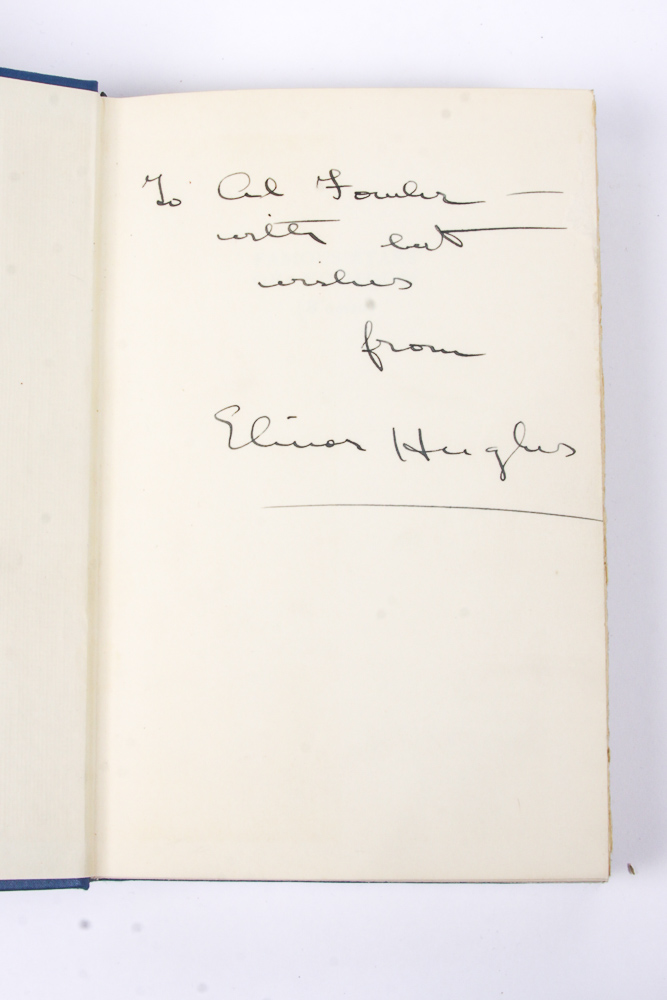 To Al Fowler —
with best
wishes
from
Elinor Hughes